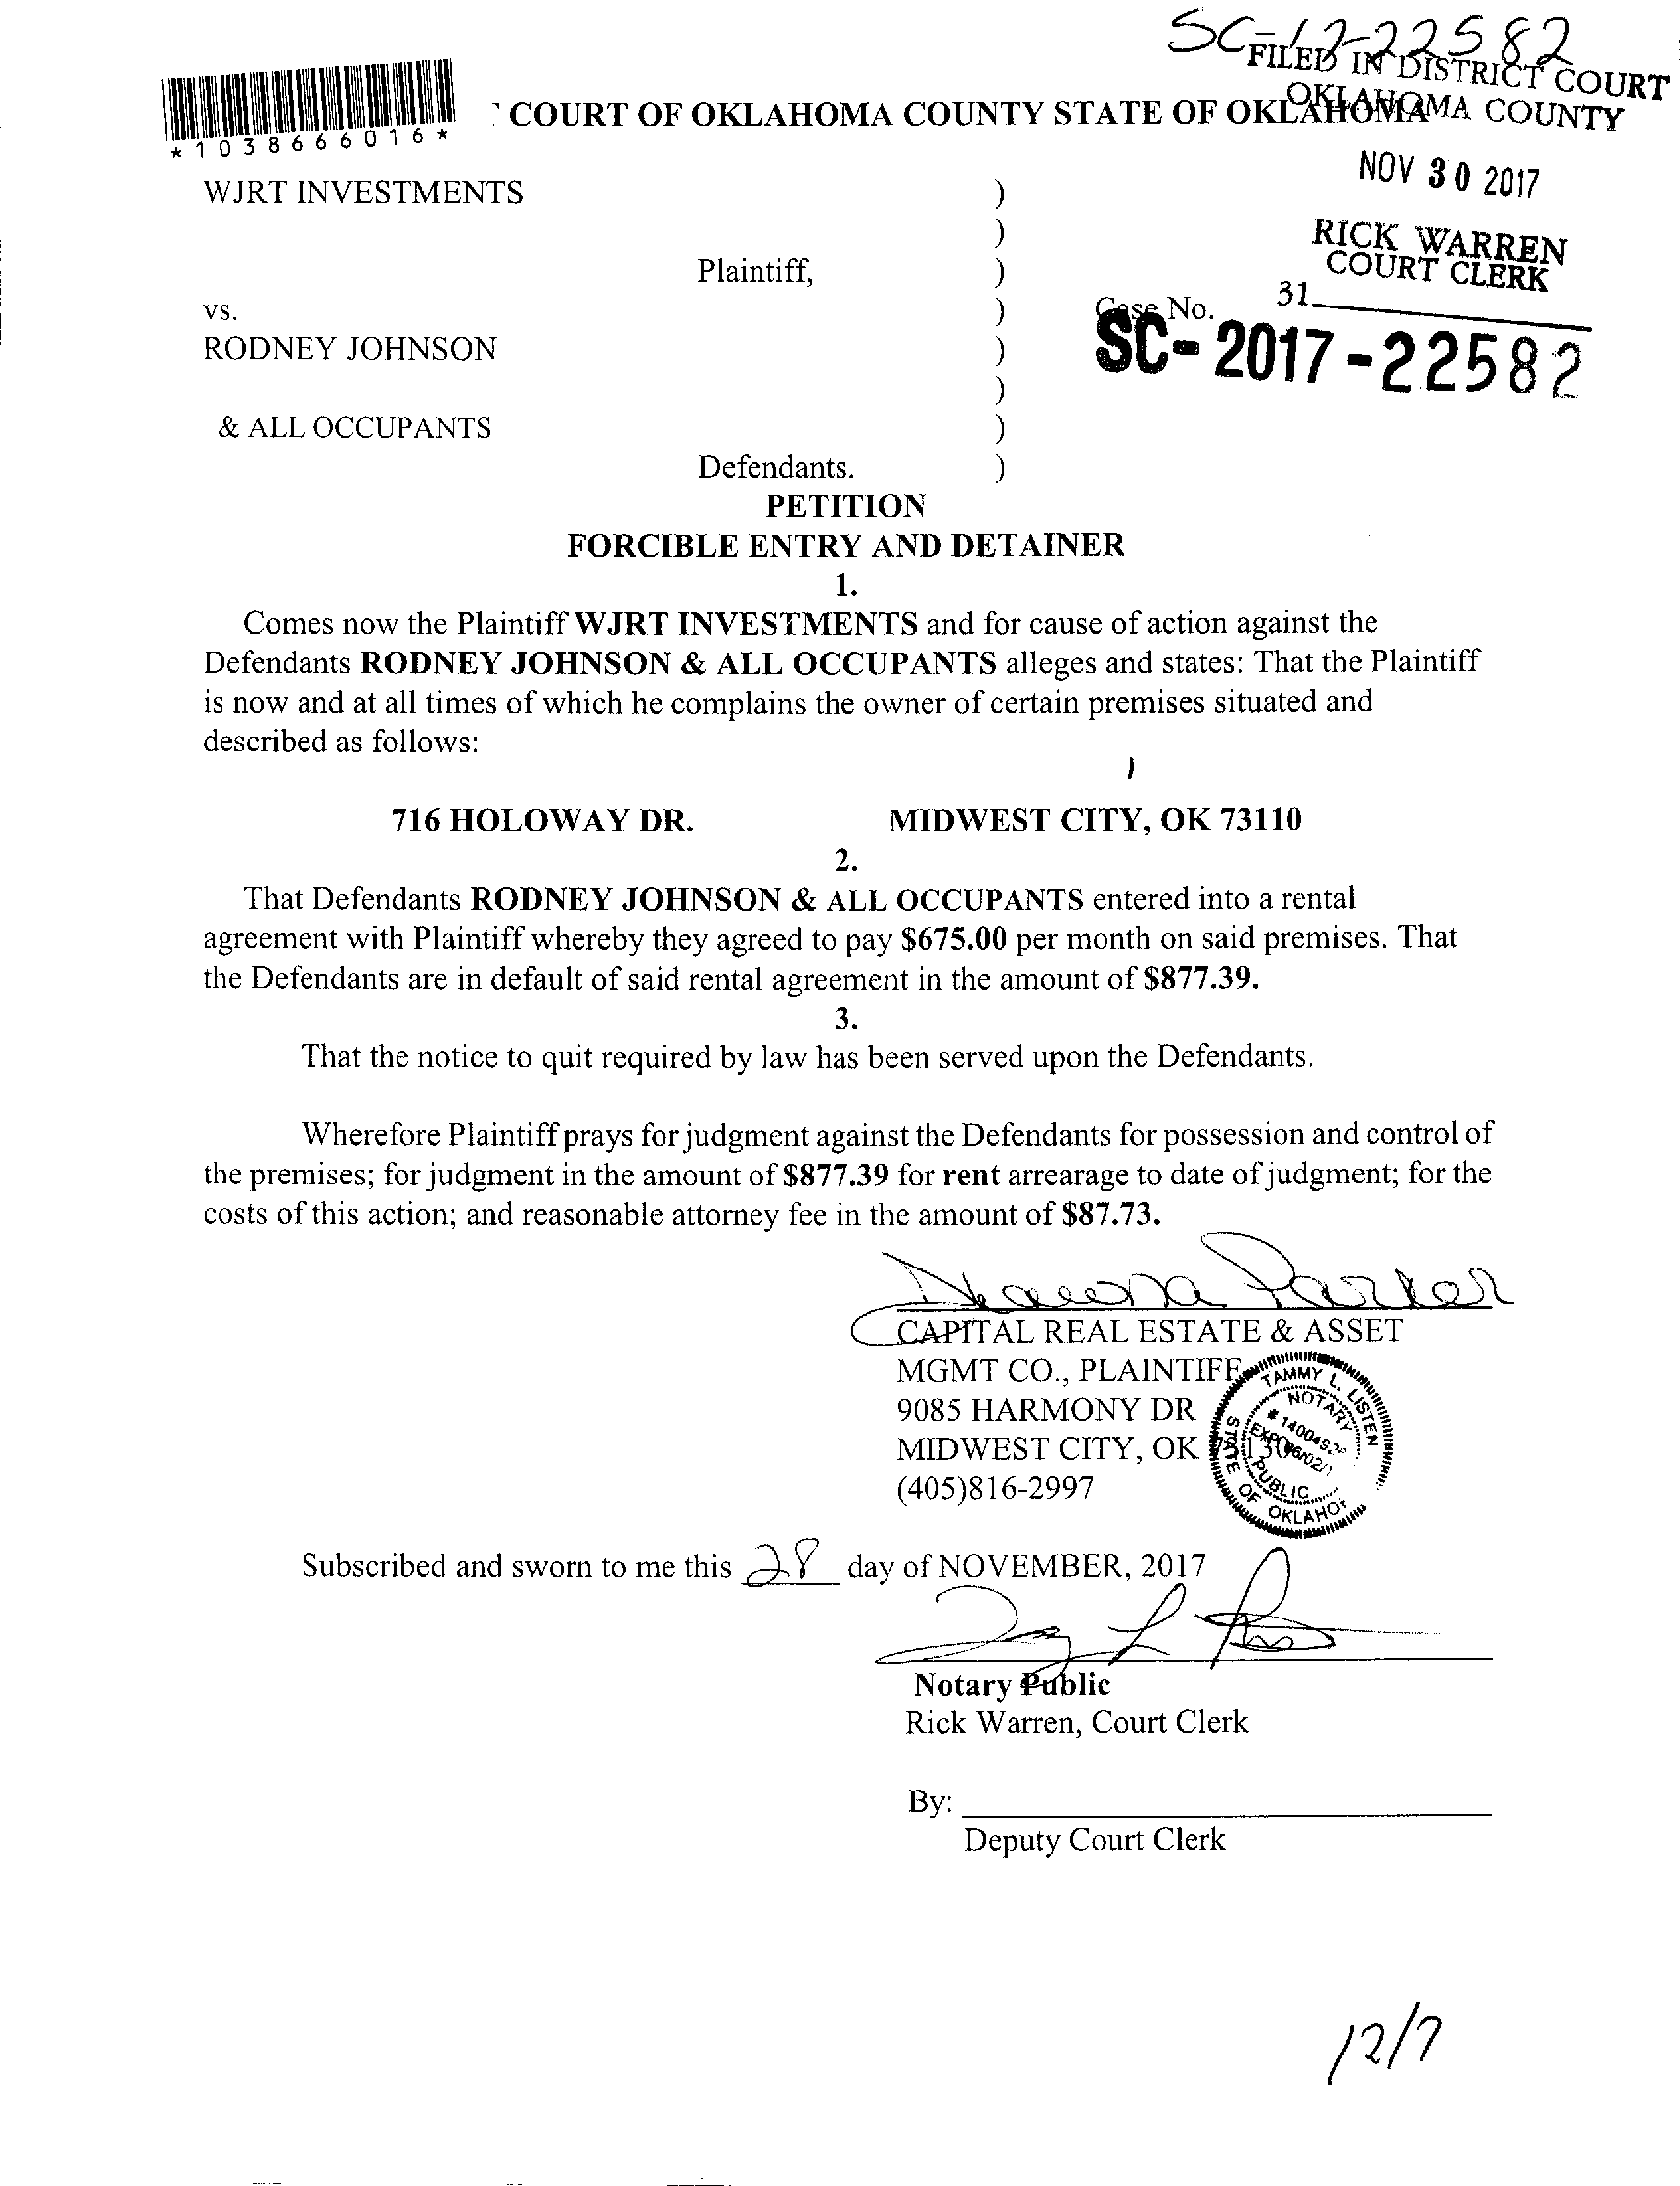 SC-17-22582
FILED IN DISTRICT COURT
OKLAHOMA COUNTY
*1038666016*
COURT OF OKLAHOMA COUNTY STATE OF OKLAHOMA
NOV 30 2017
WJRT INVESTMENTS )
)
RICK WARREN
COURT CLERK
Plaintiff, )
31
vs. ) Case No.
SC-2017-22582
RODNEY JOHNSON )
)
& ALL OCCUPANTS )
Defendants. )
PETITION
FORCIBLE ENTRY AND DETAINER
1.
Comes now the Plaintiff WJRT INVESTMENTS and for cause of action against the
Defendants RODNEY JOHNSON & ALL OCCUPANTS alleges and states: That the Plaintiff
is now and at all times of which he complains the owner of certain premises situated and
described as follows:
716 HOLOWAY DR. MIDWEST CITY, OK 73110
2.
That Defendants RODNEY JOHNSON & ALL OCCUPANTS entered into a rental
agreement with Plaintiff whereby they agreed to pay $675.00 per month on said premises. That
the Defendants are in default of said rental agreement in the amount of $877.39.
3.
That the notice to quit required by law has been served upon the Defendants.
Wherefore Plaintiff prays for judgment against the Defendants for possession and control of
the premises; for judgment in the amount of $877.39 for rent arrearage to date of judgment; for the
costs of this action; and reasonable attorney fee in the amount of $87.73.
Parker
CAPITAL REAL ESTATE & ASSET
MGMT CO., PLAINTIFF
9085 HARMONY DR
MIDWEST CITY, OK
(405)816-2997
TAMMY L. LISTEN
NOTARY
PUBLIC
STATE OF
Subscribed and sworn to me this 28 day of NOVEMBER, 2017
Notary Public
Rick Warren, Court Clerk
By:
Deputy Court Clerk
12/7